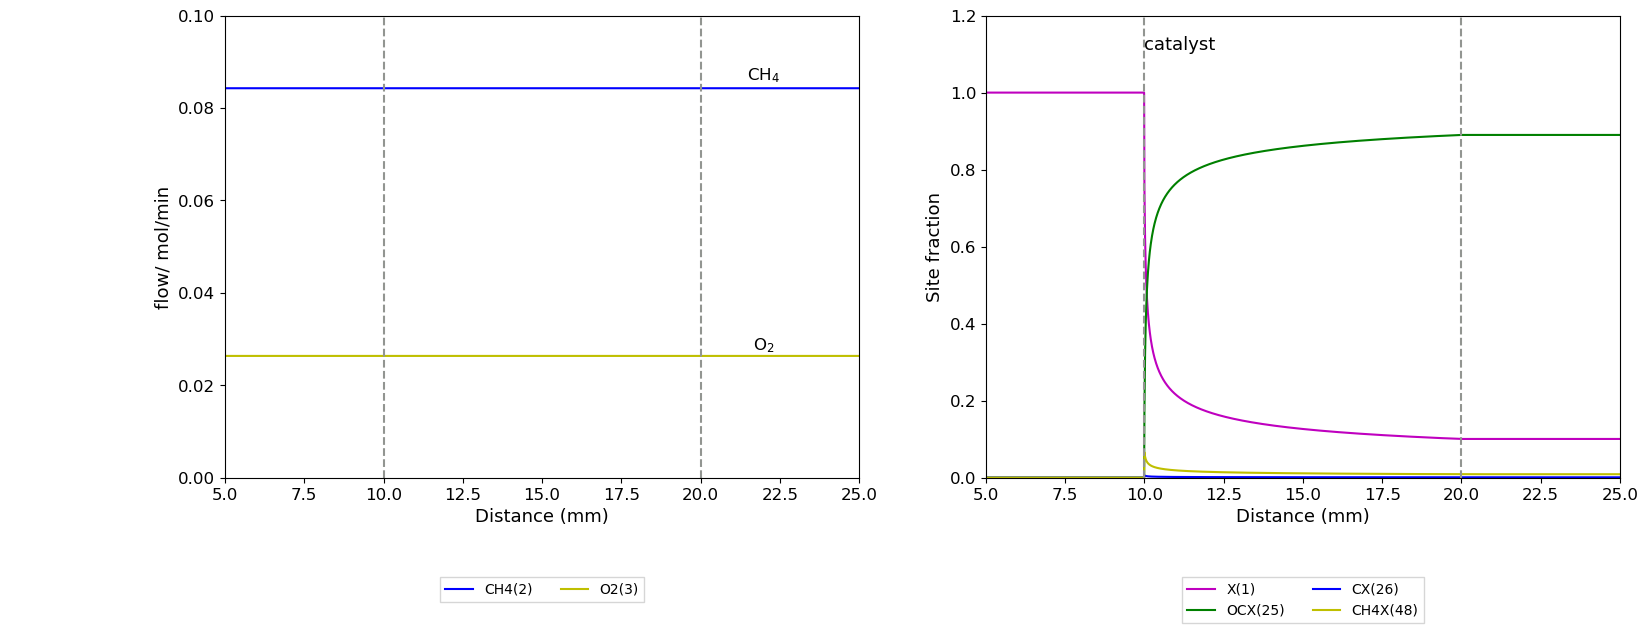 0.10
0.08
0.06
0.04
0.02
0.00
flow/ mol/min
CH₄
O₂
5.0 7.5 10.0 12.5 15.0 17.5 20.0 22.5 25.0
Distance (mm)
CH4(2) O2(3)
1.2
1.0
0.8
0.6
0.4
0.2
0.0
Site fraction
catalyst
5.0 7.5 10.0 12.5 15.0 17.5 20.0 22.5 25.0
Distance (mm)
X(1) CX(26)
OCX(25) CH4X(48)